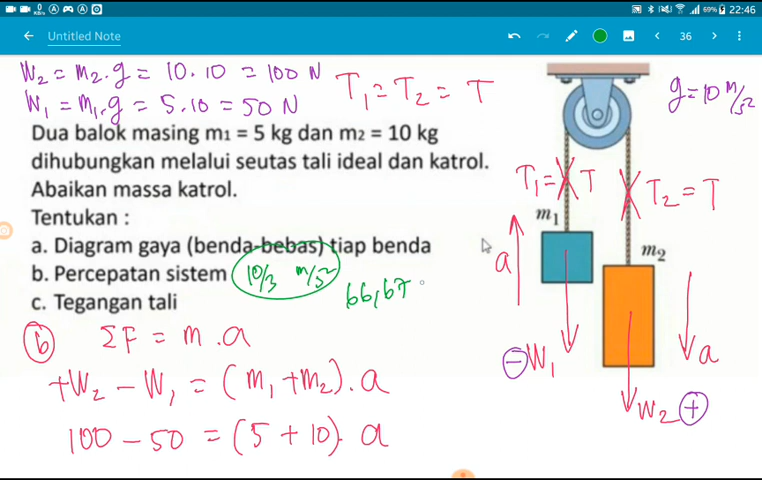 0 KB/s 69% 22:46
Untitled Note 36
W2 = m2.g = 10.10 = 100 N
W1 = m1.g = 5.10 = 50 N
T1 = T2 = T
g = 10 m/s2
Dua balok masing m1 = 5 kg dan m2 = 10 kg
dihubungkan melalui seutas tali ideal dan katrol.
Abaikan massa katrol.
Tentukan :
a. Diagram gaya (benda-bebas) tiap benda
b. Percepatan sistem 10/3 m/s2
c. Tegangan tali 66,67
b ΣF = m . a
+W2 − W1 = (m1 + m2) . a
100 − 50 = (5 + 10) . a
T1 = T
T2 = T
m1
m2
a
a
− W1
W2 +